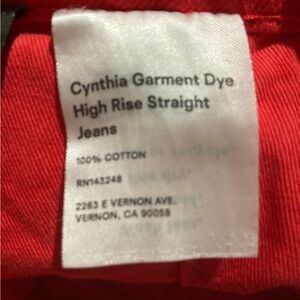 Cynthia Garment Dye
High Rise Straight
Jeans
100% COTTON
RN143248
2263 E VERNON AVE.
VERNON, CA 90058